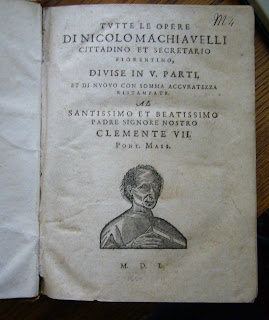 TVTTE LE OPERE
DI NICOLO MACHIAVELLI
CITTADINO ET SECRETARIO
FIORENTINO,
DIVISE IN V. PARTI,
ET DI NVOVO CON SOMMA ACCVRATEZZA
RISTAMPATE.
AL
SANTISSIMO ET BEATISSIMO
PADRE SIGNORE NOSTRO
CLEMENTE VII.
PONT. MASS.
M. D. L.